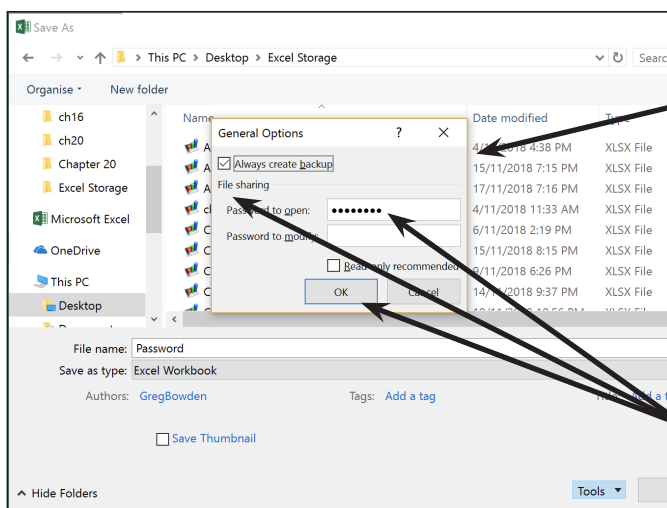 Save As
This PC > Desktop > Excel Storage
Searc
Organise
New folder
ch16
ch20
Chapter 20
Excel Storage
Microsoft Excel
OneDrive
This PC
Desktop
Name
Date modified
Type
A 4/11/2018 4:38 PM XLSX File
A 15/11/2018 7:15 PM XLSX File
A 17/11/2018 7:16 PM XLSX File
cl 4/11/2018 11:33 AM XLSX File
C 6/11/2018 2:19 PM XLSX File
C 15/11/2018 8:15 PM XLSX File
C 9/11/2018 6:26 PM XLSX File
C 14/11/2018 9:37 PM XLSX File
General Options ? X
Always create backup
File sharing
Password to open: ••••••••
Password to modify:
Read-only recommended
OK
Cancel
File name: Password
Save as type: Excel Workbook
Authors: GregBowden
Tags: Add a tag
Save Thumbnail
Hide Folders
Tools